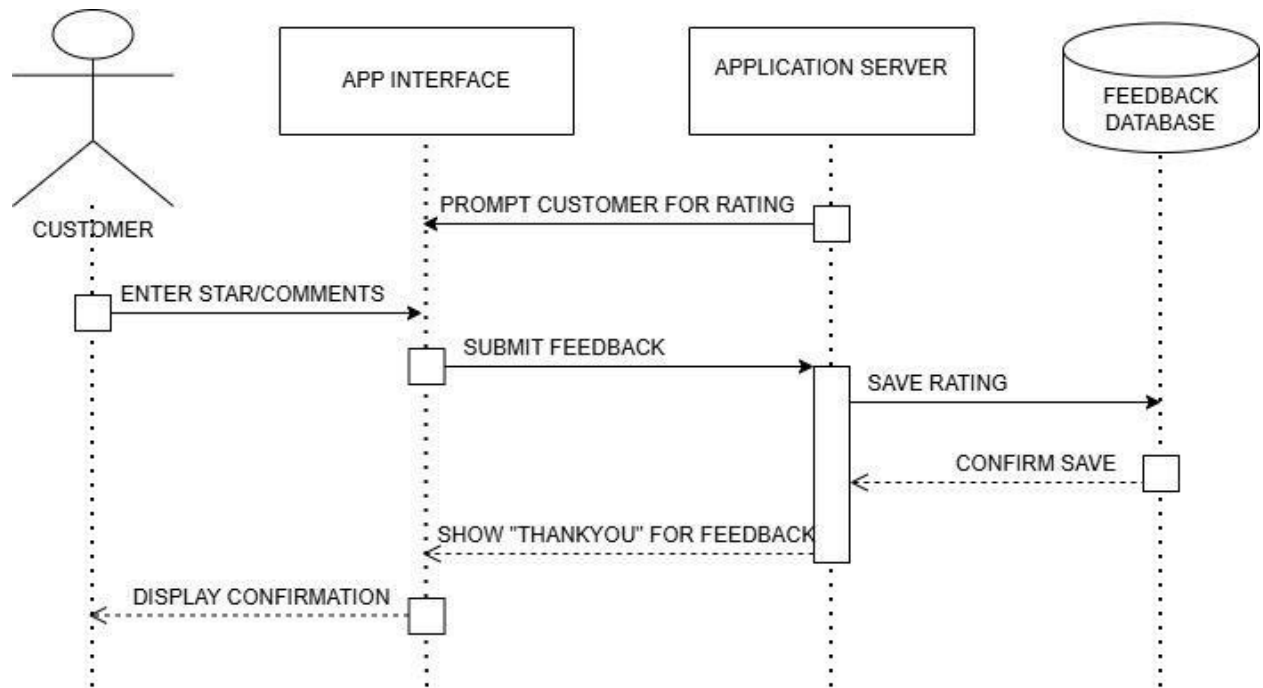 APP INTERFACE
APPLICATION SERVER
FEEDBACK
DATABASE
CUSTOMER
PROMPT CUSTOMER FOR RATING
ENTER STAR/COMMENTS
SUBMIT FEEDBACK
SAVE RATING
CONFIRM SAVE
SHOW "THANKYOU" FOR FEEDBACK
DISPLAY CONFIRMATION